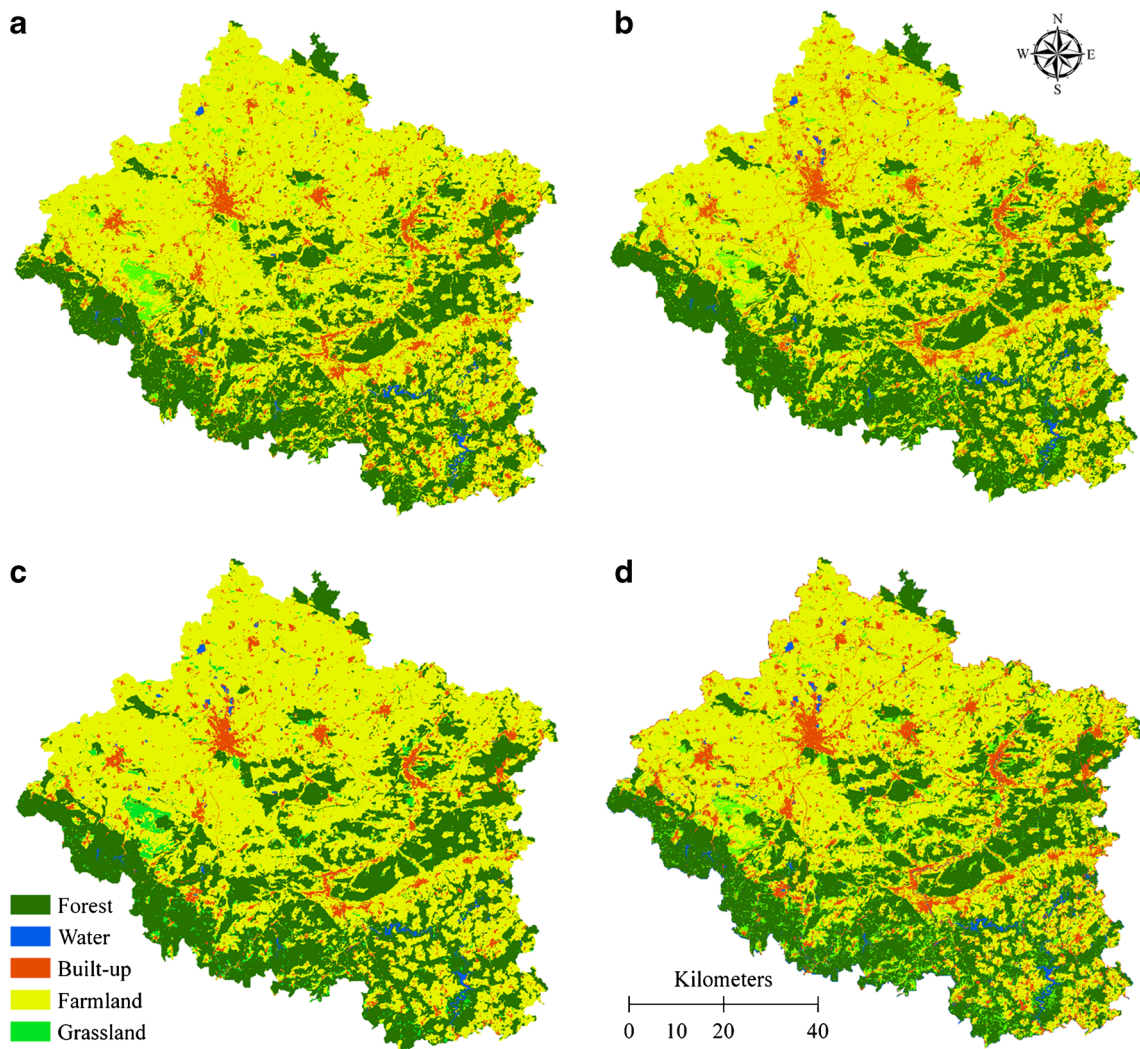 a
b
N
W E
S
c
d
Forest
Water
Built-up
Farmland
Grassland
Kilometers
0 10 20 40